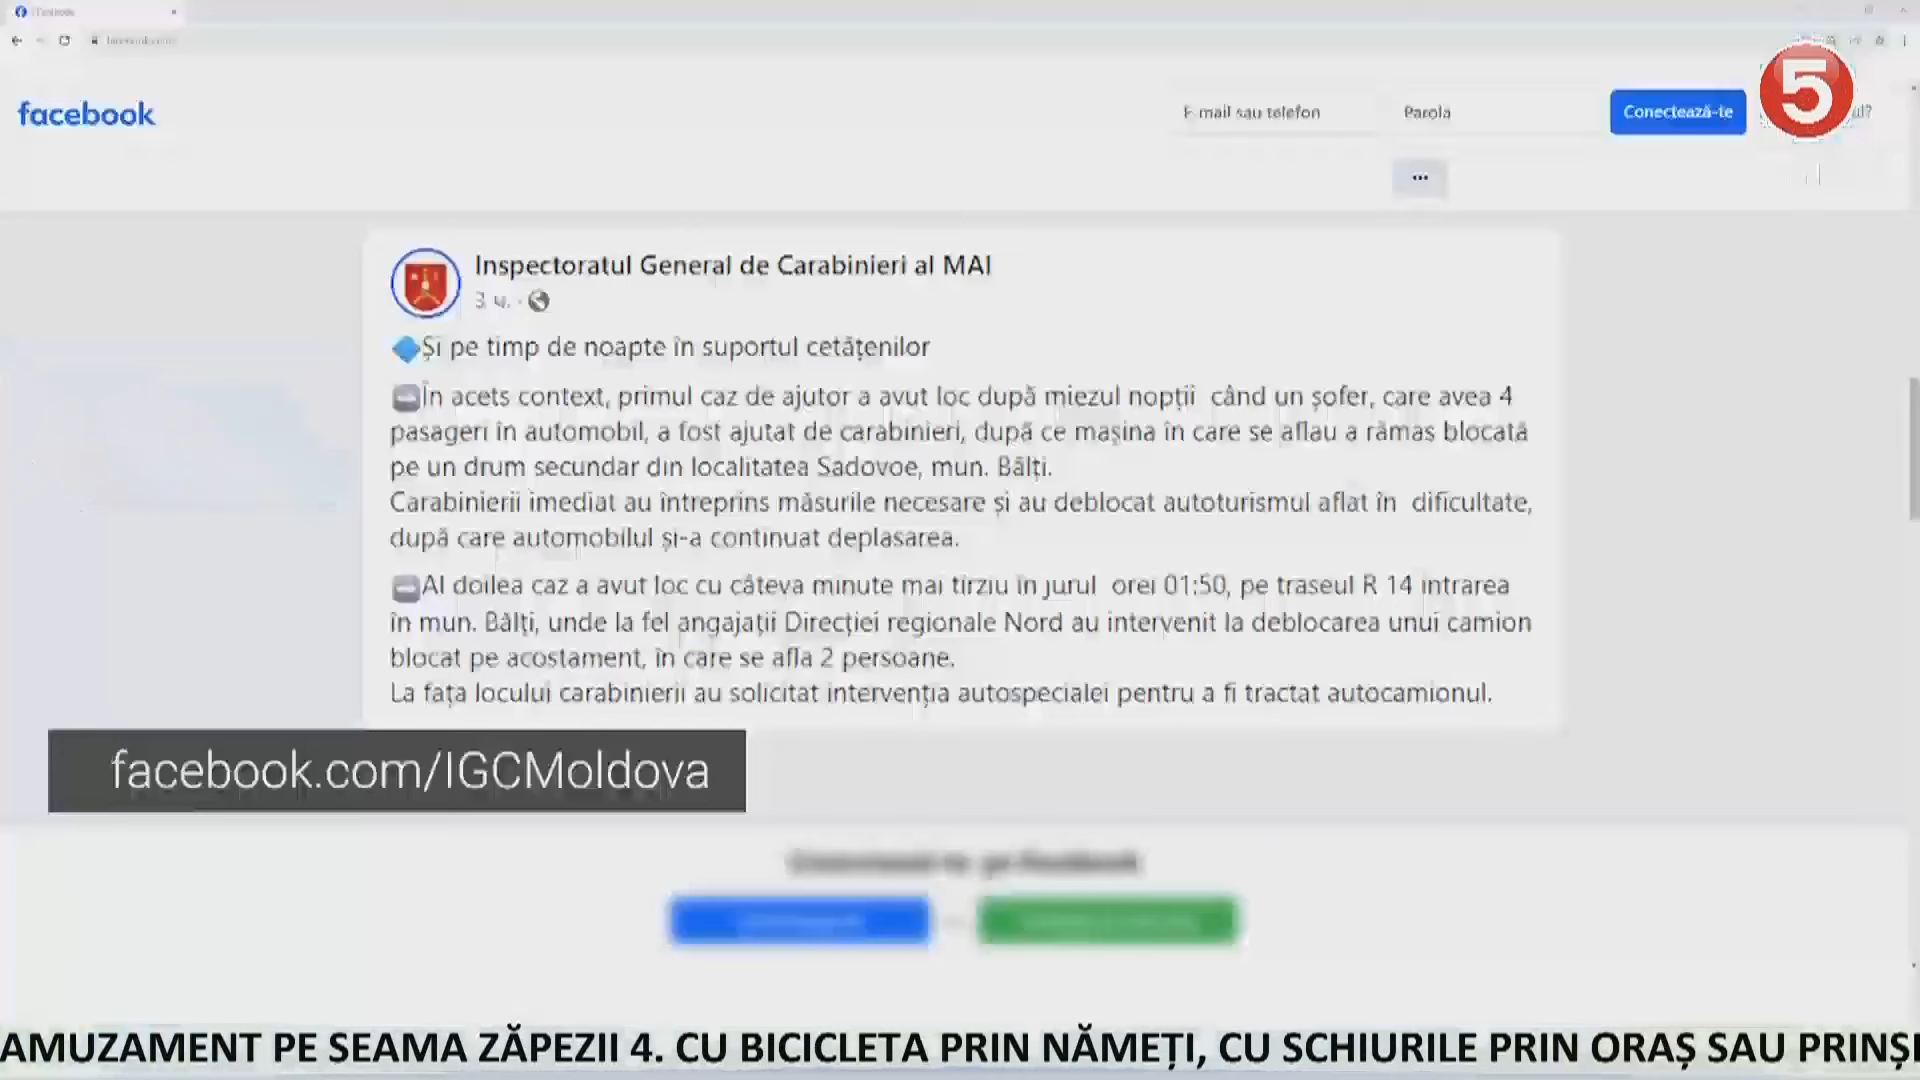 facebook
E-mail sau telefon
Parola
Conectează-te
5
Inspectoratul General de Carabinieri al MAI
3 ч.
Și pe timp de noapte în suportul cetățenilor
În acets context, primul caz de ajutor a avut loc după miezul nopții când un șofer, care avea 4
pasageri în automobil, a fost ajutat de carabinieri, după ce mașina în care se aflau a rămas blocată
pe un drum secundar din localitatea Sadovoe, mun. Bălți.
Carabinierii imediat au întreprins măsurile necesare și au deblocat autoturismul aflat în dificultate,
după care automobilul și-a continuat deplasarea.
Al doilea caz a avut loc cu câteva minute mai tîrziu în jurul orei 01:50, pe traseul R 14 intrarea
în mun. Bălți, unde la fel angajații Direcției regionale Nord au intervenit la deblocarea unui camion
blocat pe acostament, în care se afla 2 persoane.
La fața locului carabinierii au solicitat intervenția autospecialei pentru a fi tractat autocamionul.
facebook.com/IGCMoldova
AMUZAMENT PE SEAMA ZĂPEZII 4. CU BICICLETA PRIN NĂMEȚI, CU SCHIURILE PRIN ORAȘ SAU PRINȘI